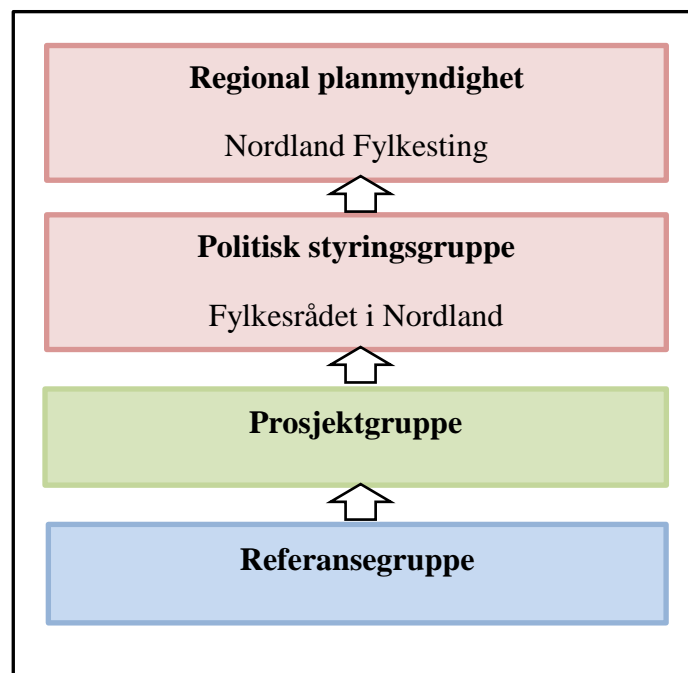 Regional planmyndighet
Nordland Fylkesting
Politisk styringsgruppe
Fylkesrådet i Nordland
Prosjektgruppe
Referansegruppe